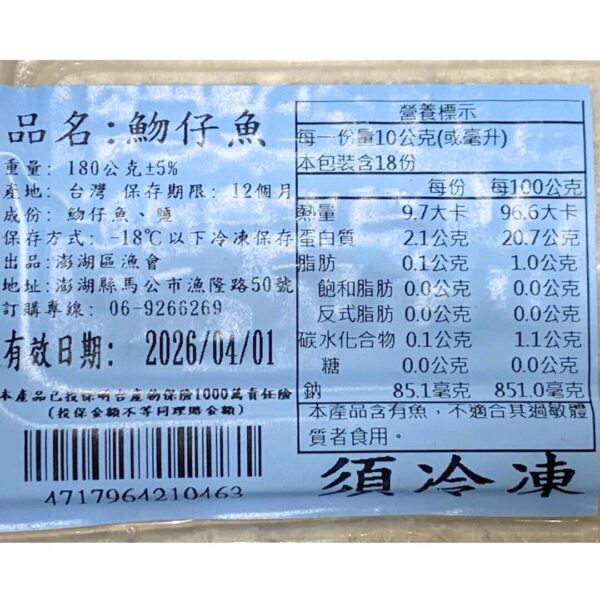 品名:魩仔魚
重量: 180公克±5%
產地: 台灣 保存期限: 12個月
成份: 魩仔魚、鹽
保存方式: -18℃以下冷凍保存
出品: 澎湖區漁會
地址: 澎湖縣馬公市漁隆路50號
訂購專線: 06-9266269
有效日期: 2026/04/01
本產品已投保明台產物保險1000萬責任險
(投保金額不等同理賠金額)
4717964210463
營養標示
每一份量10公克(或毫升)
本包裝含18份
每份 每100公克
熱量 9.7大卡 96.6大卡
蛋白質 2.1公克 20.7公克
脂肪 0.1公克 1.0公克
飽和脂肪 0.0公克 0.0公克
反式脂肪 0.0公克 0.0公克
碳水化合物 0.1公克 1.1公克
糖 0.0公克 0.0公克
鈉 85.1毫克 851.0毫克
本產品含有魚，不適合其過敏體
質者食用。
須冷凍